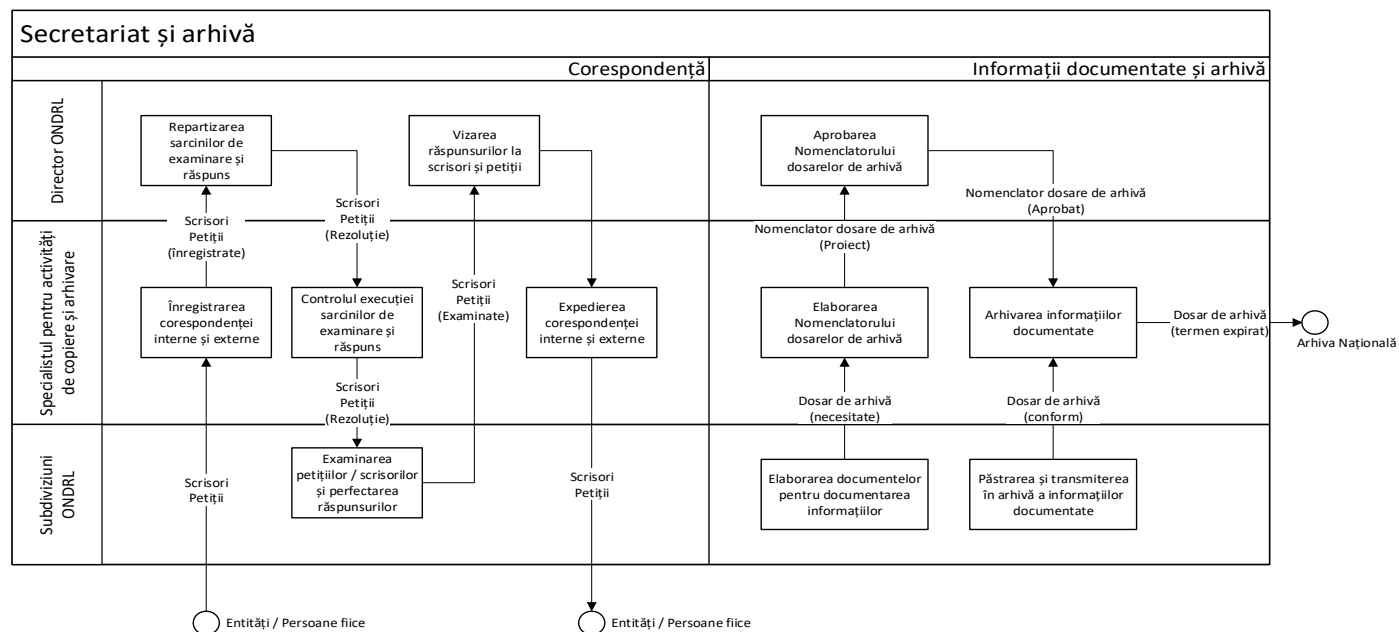 Secretariat și arhivă
Corespondență
Informații documentate și arhivă
Director ONDRL
Repartizarea
sarcinilor de
examinare și
răspuns
Vizarea
răspunsurilor la
scrisori și petiții
Aprobarea
Nomenclatorului
dosarelor de arhivă
Scrisori
Petiții
(înregistrate)
Scrisori
Petiții
(Rezoluție)
Nomenclator dosare de arhivă
(Aprobat)
Nomenclator dosare de arhivă
(Proiect)
Specialistul pentru activități
de copiere și arhivare
Înregistrarea
corespondenței
interne și externe
Controlul execuției
sarcinilor de
examinare și
răspuns
Scrisori
Petiții
(Examinate)
Expedierea
corespondenței
interne și externe
Elaborarea
Nomenclatorului
dosarelor de arhivă
Arhivarea informațiilor
documentate
Dosar de arhivă
(termen expirat)
Arhiva Națională
Scrisori
Petiții
(Rezoluție)
Dosar de arhivă
(necesitate)
Dosar de arhivă
(conform)
Subdiviziuni
ONDRL
Scrisori
Petiții
Examinarea
petițiilor / scrisorilor
și perfectarea
răspunsurilor
Scrisori
Petiții
Elaborarea documentelor
pentru documentarea
informațiilor
Păstrarea și transmiterea
în arhivă a informațiilor
documentate
Entități / Persoane fiice
Entități / Persoane fiice